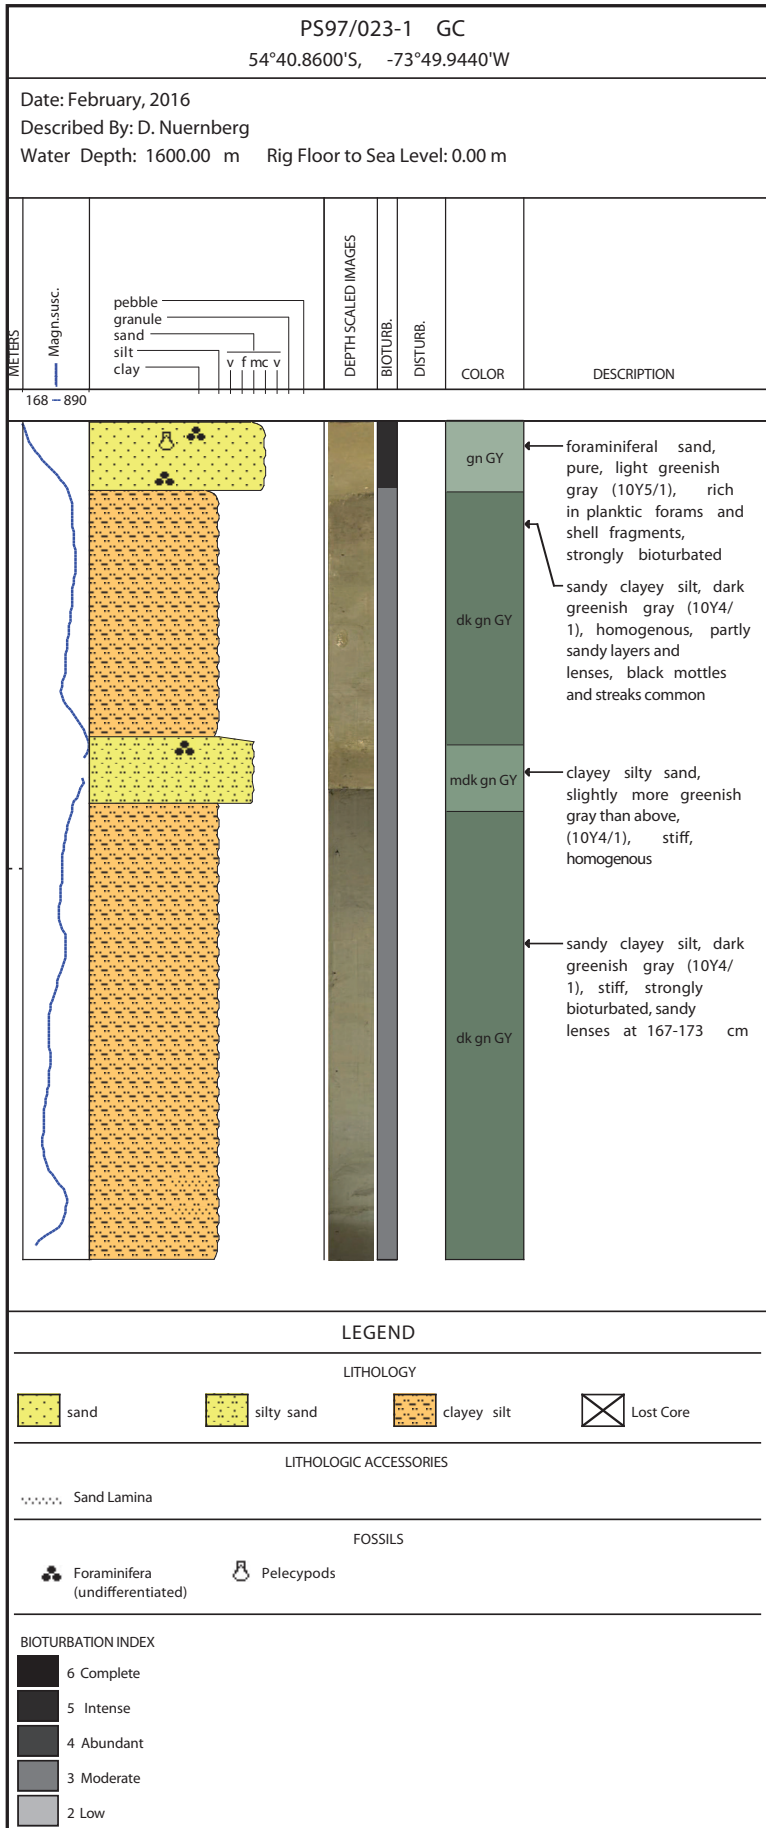 PS97/023-1 GC
54°40.8600'S, -73°49.9440'W
Date: February, 2016
Described By: D. Nuernberg
Water Depth: 1600.00 m Rig Floor to Sea Level: 0.00 m
METERS
Magn.susc.
pebble
granule
sand
silt
clay
v f mc v
DEPTH SCALED IMAGES
BIOTURB.
DISTURB.
COLOR
DESCRIPTION
168 – 890
gn GY
foraminiferal sand,
pure, light greenish
gray (10Y5/1), rich
in planktic forams and
shell fragments,
strongly bioturbated
dk gn GY
sandy clayey silt, dark
greenish gray (10Y4/
1), homogenous, partly
sandy layers and
lenses, black mottles
and streaks common
mdk gn GY
clayey silty sand,
slightly more greenish
gray than above,
(10Y4/1), stiff,
homogenous
dk gn GY
sandy clayey silt, dark
greenish gray (10Y4/
1), stiff, strongly
bioturbated, sandy
lenses at 167-173 cm
LEGEND
LITHOLOGY
sand
silty sand
clayey silt
Lost Core
LITHOLOGIC ACCESSORIES
Sand Lamina
FOSSILS
Foraminifera
(undifferentiated)
Pelecypods
BIOTURBATION INDEX
6 Complete
5 Intense
4 Abundant
3 Moderate
2 Low